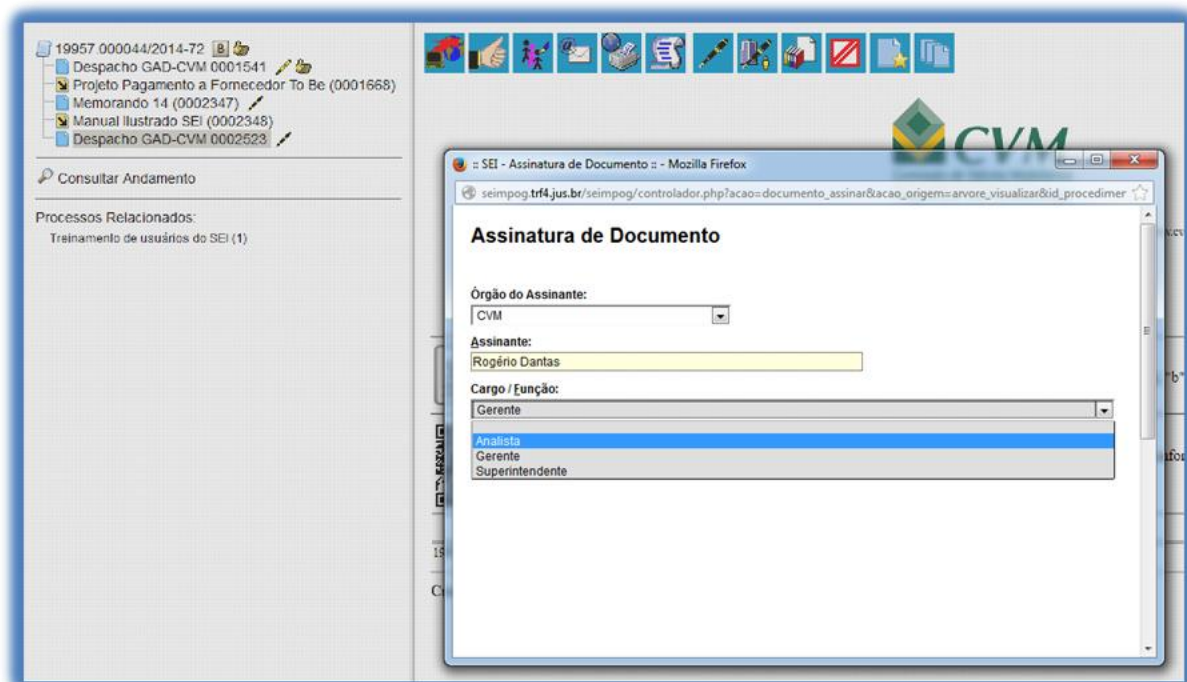 19957.000044/2014-72
Despacho GAD-CVM 0001541
Projeto Pagamento a Fornecedor To Be (0001668)
Memorando 14 (0002347)
Manual Ilustrado SEI (0002348)
Despacho GAD-CVM 0002523
Consultar Andamento
Processos Relacionados:
Treinamento de usuários do SEI (1)
CVM
:: SEI - Assinatura de Documento :: - Mozilla Firefox
seimpog.trf4.jus.br/seimpog/controlador.php?acao=documento_assinar&acao_origem=arvore_visualizar&id_procedimer
Assinatura de Documento
Órgão do Assinante:
CVM
Assinante:
Rogério Dantas
Cargo / Função:
Gerente
Analista
Gerente
Superintendente
"b"